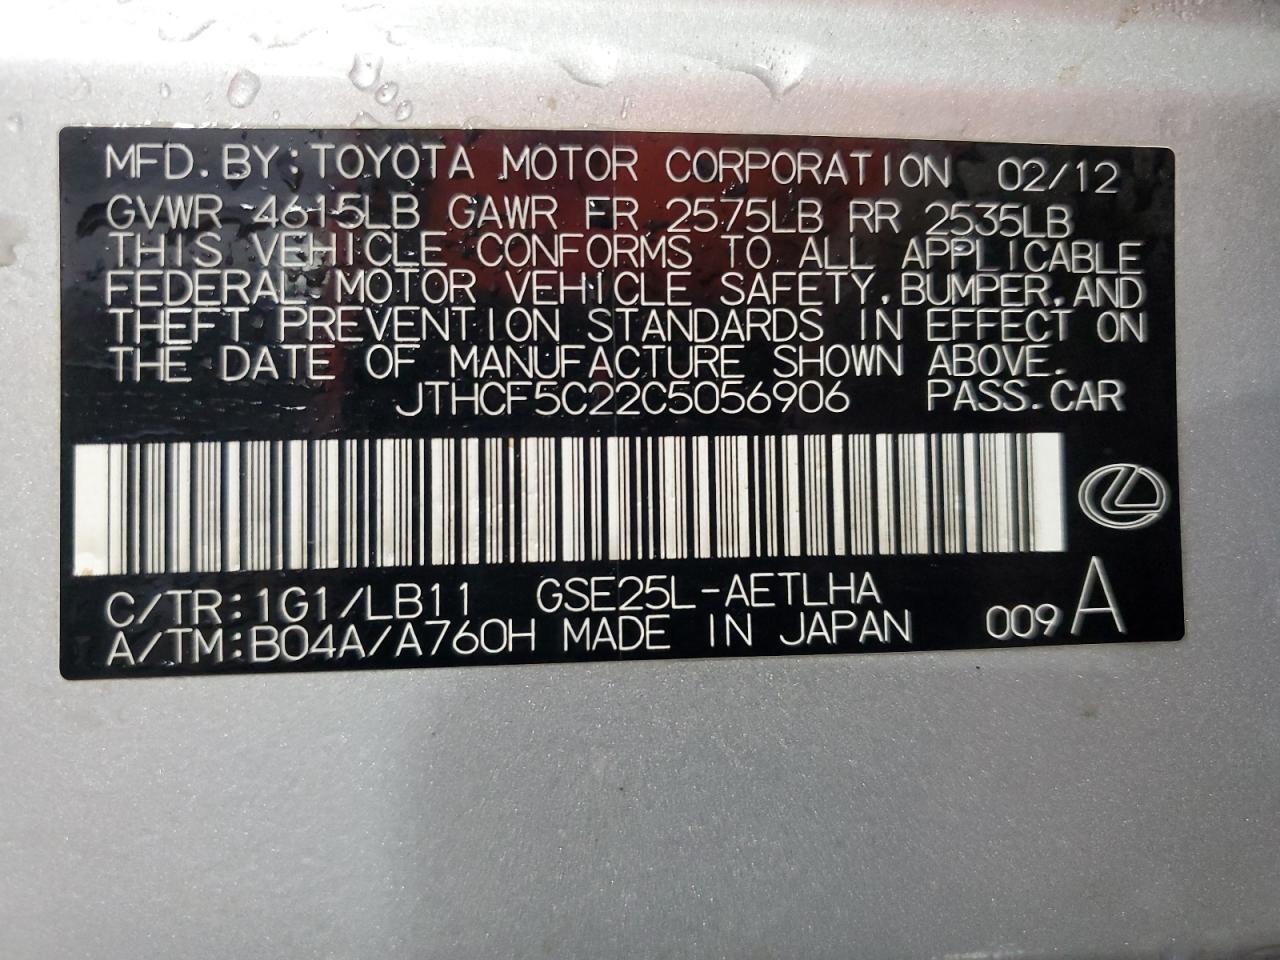 MFD. BY: TOYOTA MOTOR CORPORATION 02/12
GVWR 4615LB GAWR FR 2575LB RR 2535LB
THIS VEHICLE CONFORMS TO ALL APPLICABLE
FEDERAL MOTOR VEHICLE SAFETY, BUMPER, AND
THEFT PREVENTION STANDARDS IN EFFECT ON
THE DATE OF MANUFACTURE SHOWN ABOVE.
JTHCF5C22C5056906 PASS. CAR
C/TR: 1G1/LB11 GSE25L-AETLHA
A/TM: B04A/A760H MADE IN JAPAN 009 A